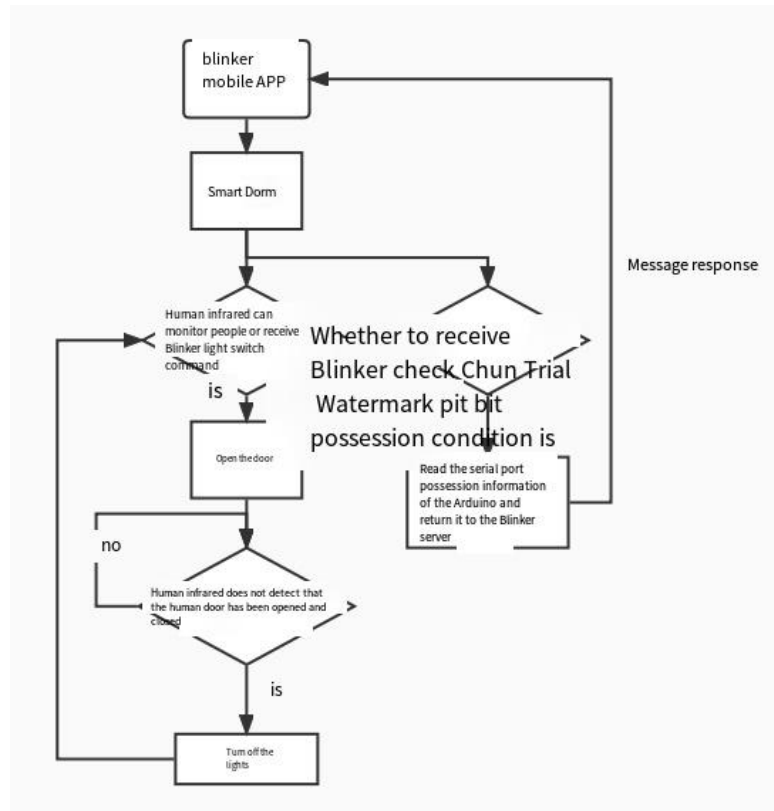 blinker
mobile APP
Smart Dorm
Message response
Human infrared can
monitor people or receive
Blinker light switch
command
Whether to receive
Blinker check Chun Trial
Watermark pit bit
possession condition is
is
Open the door
Read the serial port
possession information
of the Arduino and
return it to the Blinker
server
no
Human infrared does not detect that
the human door has been opened and
closed
is
Turn off the
lights